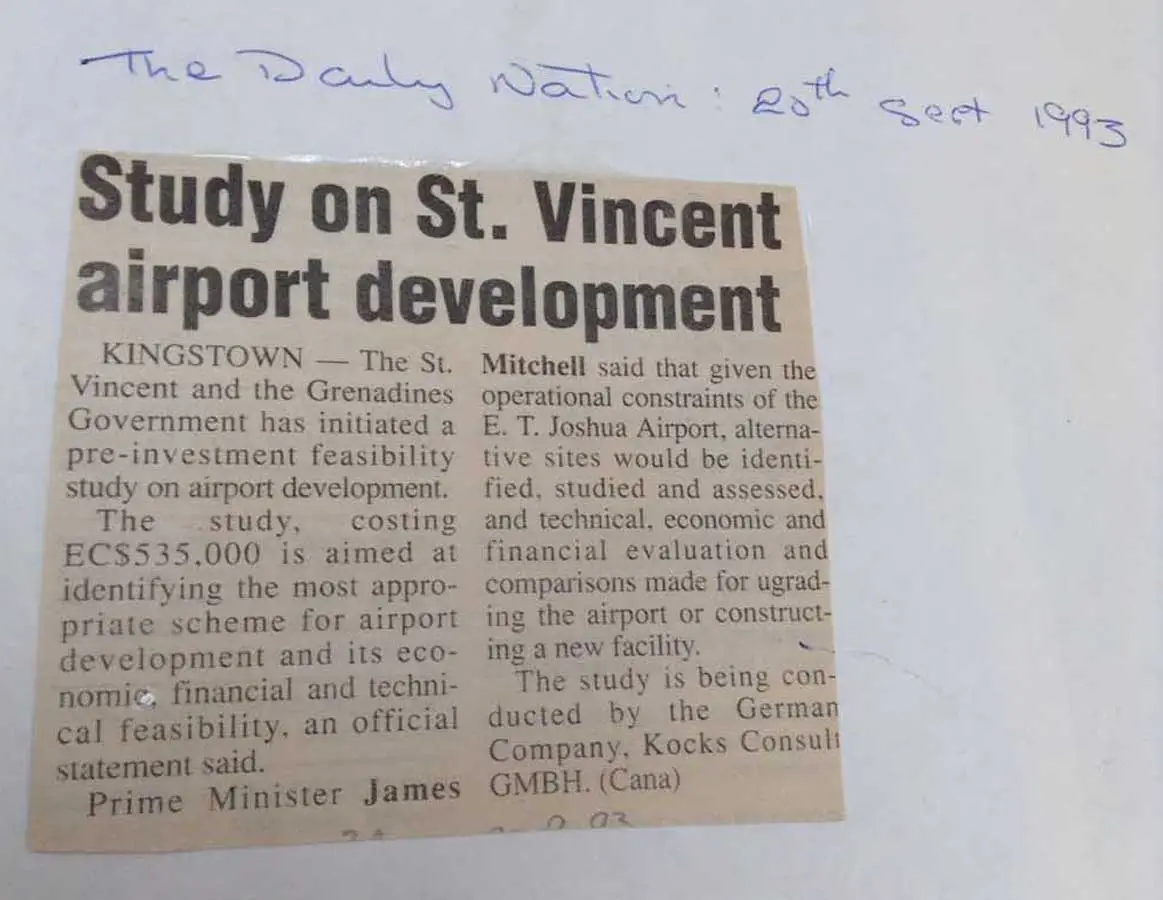 The Daily Nation: 20th Sept 1993
Study on St. Vincent
airport development
KINGSTOWN — The St.
Vincent and the Grenadines
Government has initiated a
pre-investment feasibility
study on airport development.
The study, costing
EC$535,000 is aimed at
identifying the most appro-
priate scheme for airport
development and its eco-
nomic, financial and techni-
cal feasibility, an official
statement said.
Prime Minister James
Mitchell said that given the
operational constraints of the
E. T. Joshua Airport, alterna-
tive sites would be identi-
fied, studied and assessed,
and technical, economic and
financial evaluation and
comparisons made for ugrad-
ing the airport or construct-
ing a new facility.
The study is being con-
ducted by the German
Company, Kocks Consult
GMBH. (Cana)